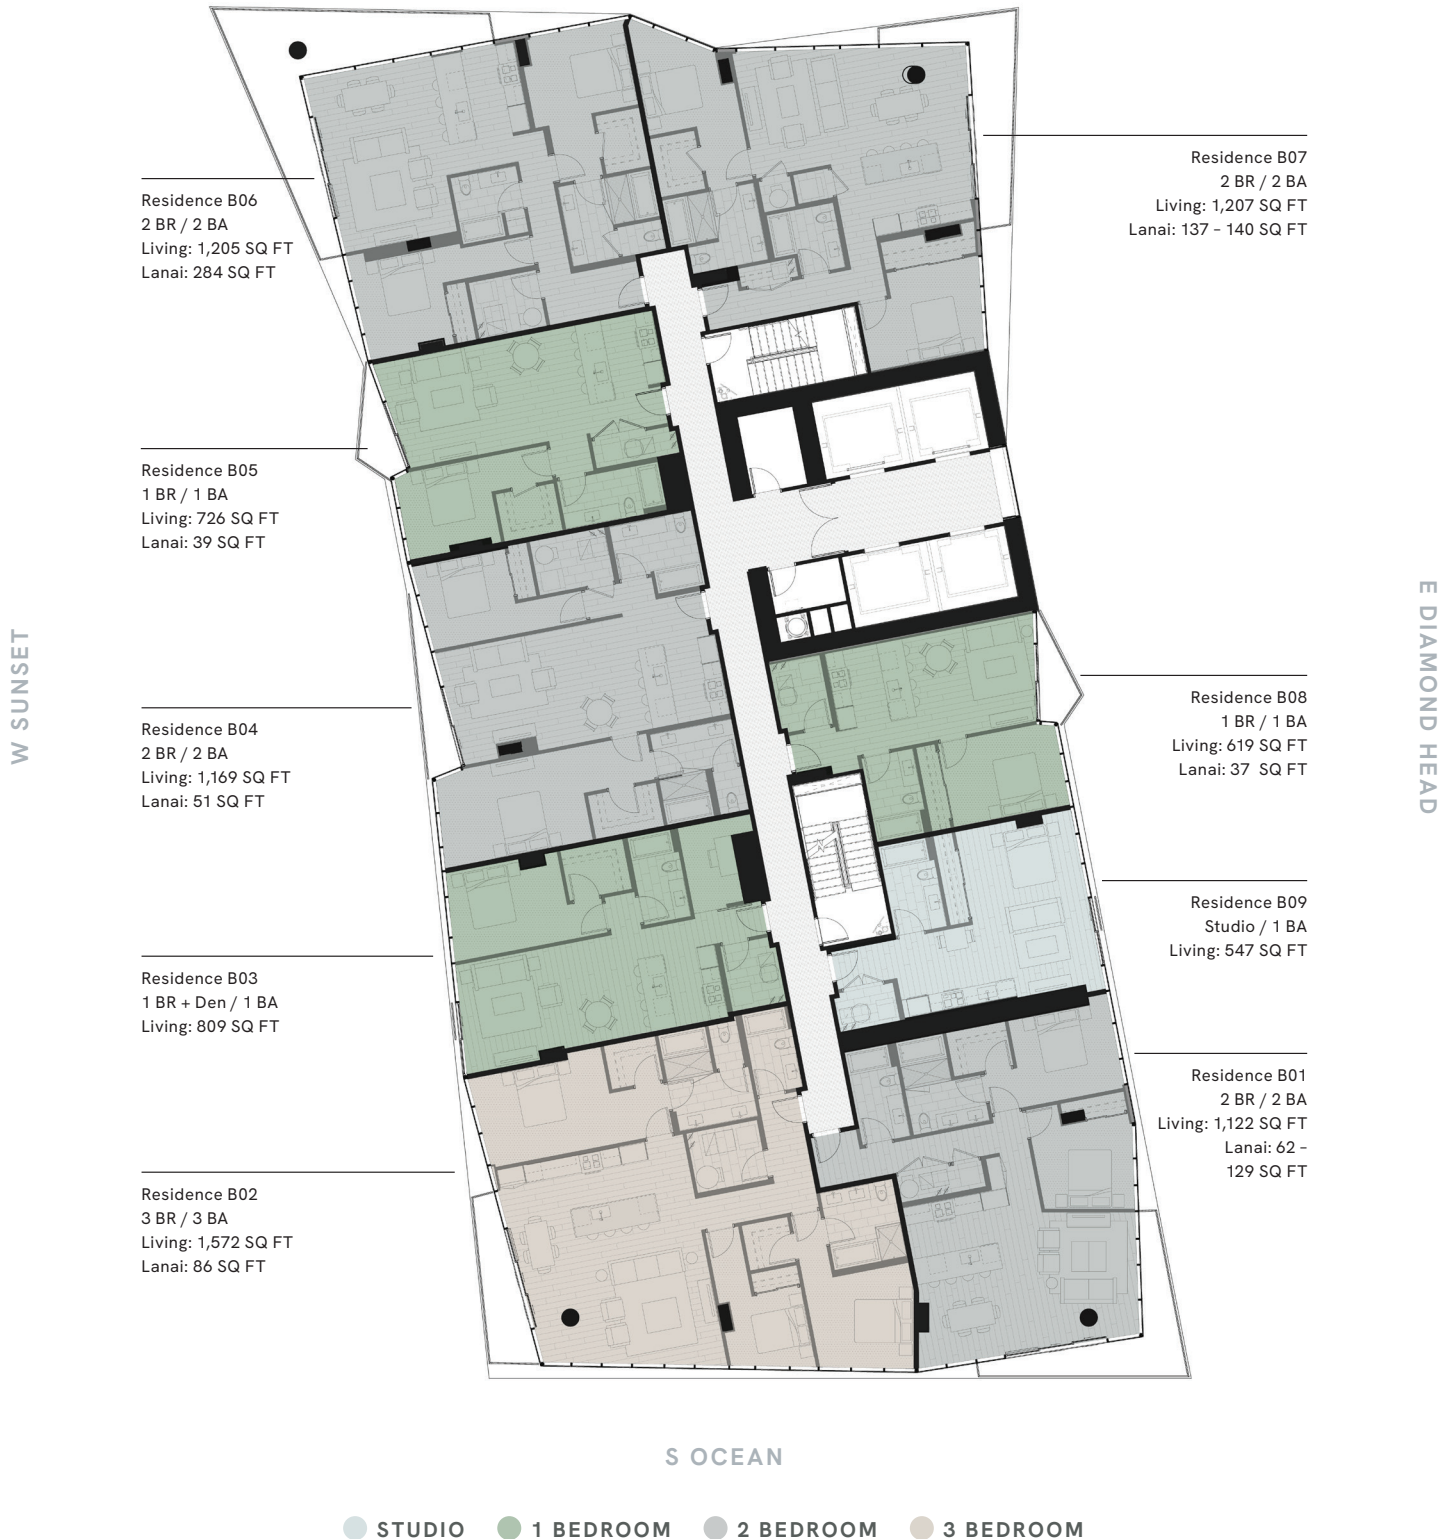 Residence B06
2 BR / 2 BA
Living: 1,205 SQ FT
Lanai: 284 SQ FT
Residence B07
2 BR / 2 BA
Living: 1,207 SQ FT
Lanai: 137 – 140 SQ FT
Residence B05
1 BR / 1 BA
Living: 726 SQ FT
Lanai: 39 SQ FT
W SUNSET
E DIAMOND HEAD
Residence B04
2 BR / 2 BA
Living: 1,169 SQ FT
Lanai: 51 SQ FT
Residence B08
1 BR / 1 BA
Living: 619 SQ FT
Lanai: 37 SQ FT
Residence B09
Studio / 1 BA
Living: 547 SQ FT
Residence B03
1 BR + Den / 1 BA
Living: 809 SQ FT
Residence B01
2 BR / 2 BA
Living: 1,122 SQ FT
Lanai: 62 –
129 SQ FT
Residence B02
3 BR / 3 BA
Living: 1,572 SQ FT
Lanai: 86 SQ FT
S OCEAN
STUDIO 1 BEDROOM 2 BEDROOM 3 BEDROOM